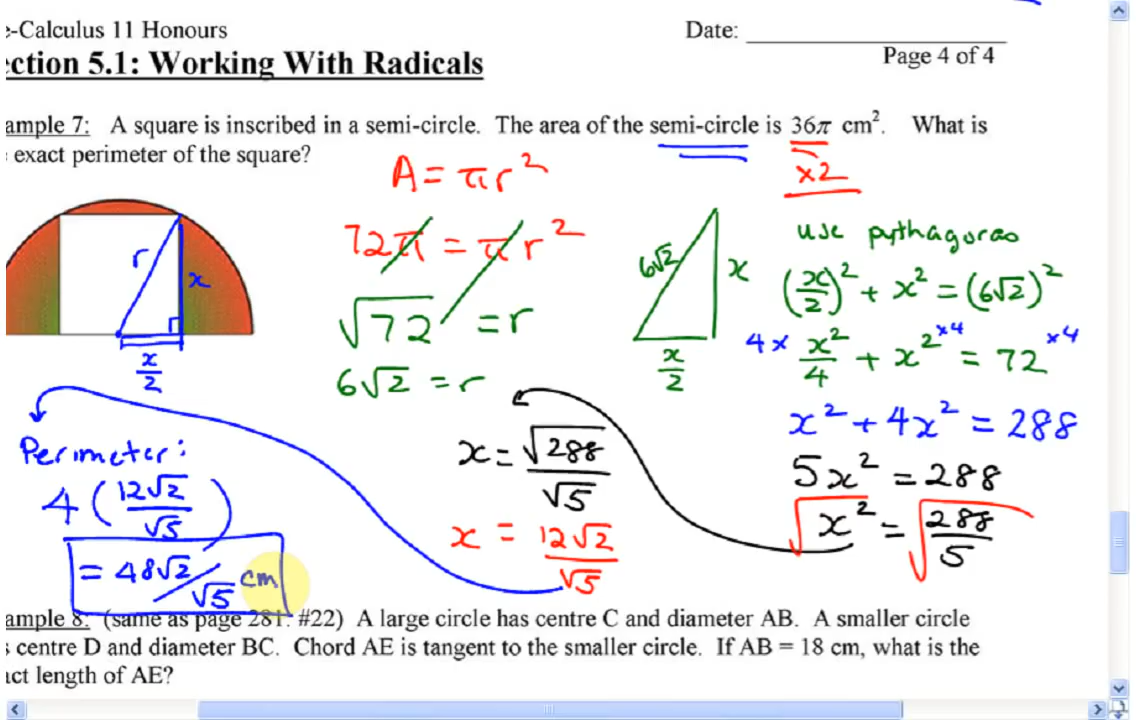 e-Calculus 11 Honours
Date:
ction 5.1: Working With Radicals
Page 4 of 4
ample 7: A square is inscribed in a semi-circle. The area of the semi-circle is 36π cm². What is
exact perimeter of the square?
×2
A = πr²
72π = πr²
√72 = r
6√2 = r
r
x
x/2
6√2
x
x/2
use pythagoras
(x/2)² + x² = (6√2)²
4× x²/4 + x² ×4 = 72 ×4
x² + 4x² = 288
5x² = 288
√x² = √288/5
x = √288/√5
x = 12√2/√5
Perimeter:
4(12√2/√5)
= 48√2/√5 cm
ample 8: (same as page 281: #22) A large circle has centre C and diameter AB. A smaller circle
s centre D and diameter BC. Chord AE is tangent to the smaller circle. If AB = 18 cm, what is the
act length of AE?